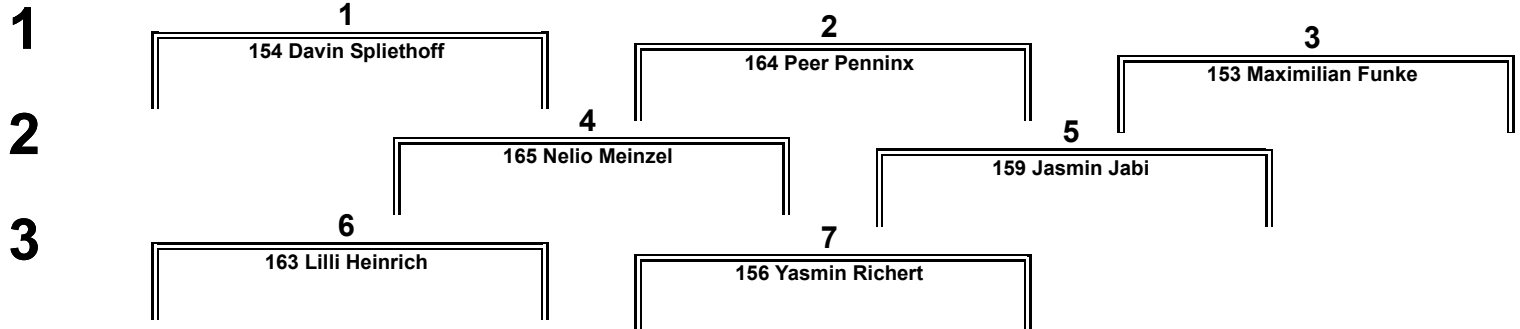 1
1
154 Davin Spliethoff
2
164 Peer Penninx
3
153 Maximilian Funke
2
4
165 Nelio Meinzel
5
159 Jasmin Jabi
3
6
163 Lilli Heinrich
7
156 Yasmin Richert